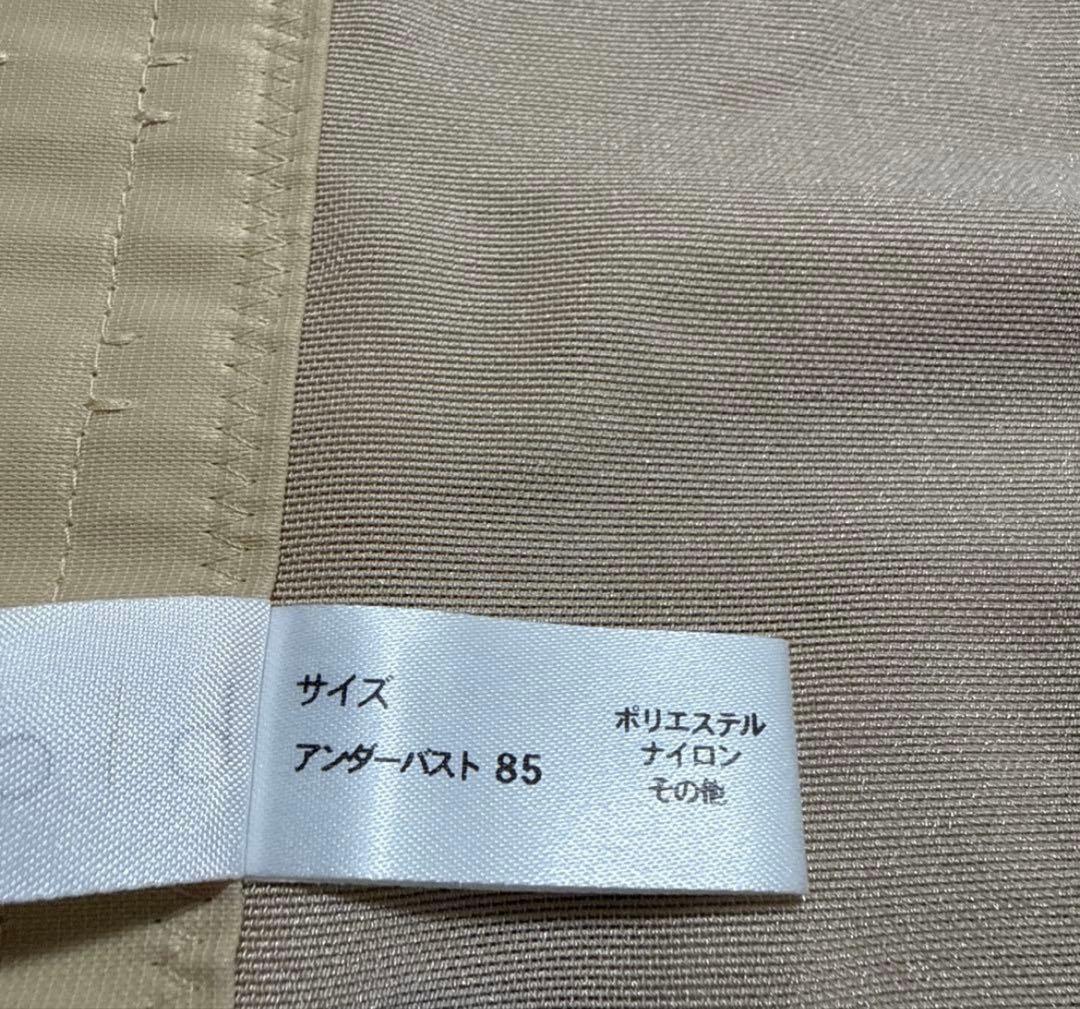 サイズ
アンダーバスト 85
ポリエステル
ナイロン
その他